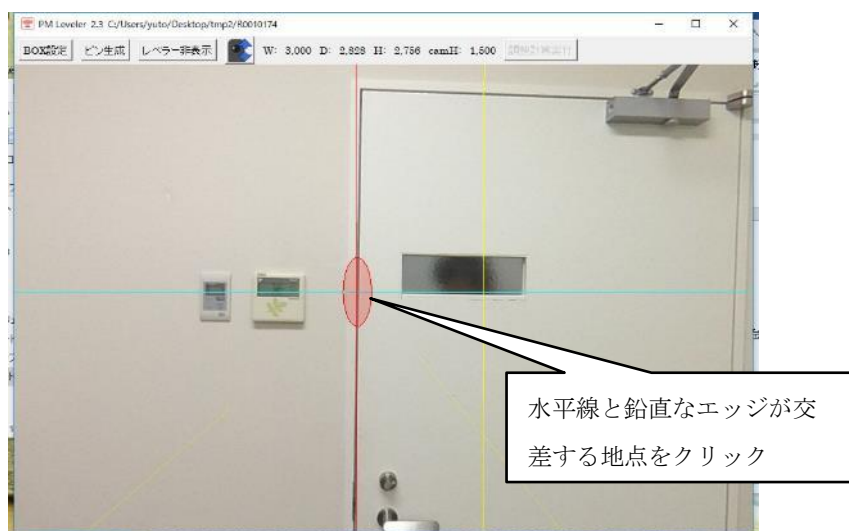 PM Leveler 2.3 C:/Users/yuto/Desktop/tmp2/R0010174
BOX設定 ピン生成 レベラー非表示 W: 3,000 D: 2,828 H: 2,756 camH: 1,500
水平線と鉛直なエッジが交
差する地点をクリック